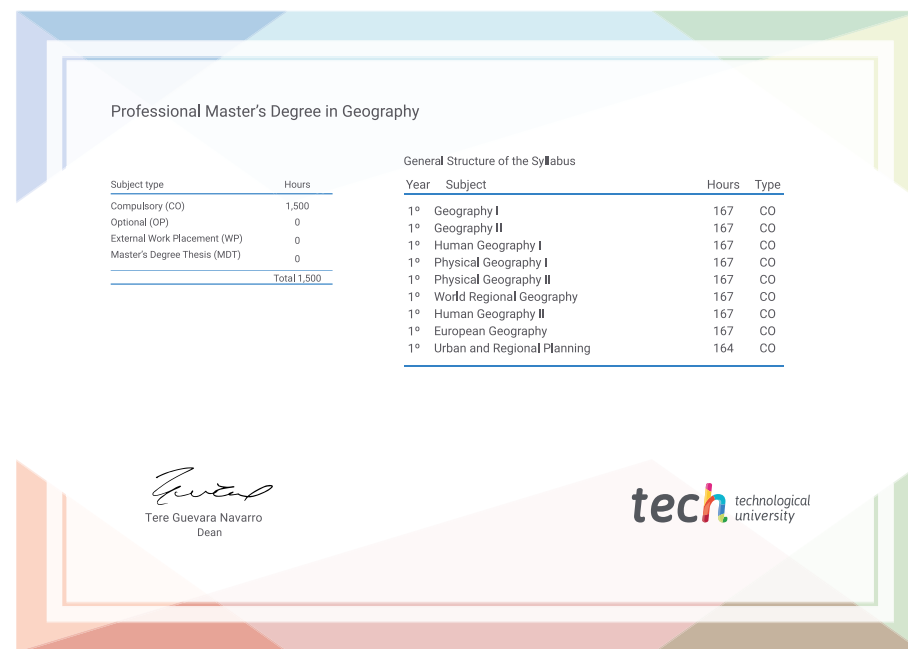 Professional Master's Degree in Geography
Subject type Hours
Compulsory (CO) 1,500
Optional (OP) 0
External Work Placement (WP) 0
Master's Degree Thesis (MDT) 0
Total 1,500
General Structure of the Syllabus
Year Subject Hours Type
1º Geography I 167 CO
1º Geography II 167 CO
1º Human Geography I 167 CO
1º Physical Geography I 167 CO
1º Physical Geography II 167 CO
1º World Regional Geography 167 CO
1º Human Geography II 167 CO
1º European Geography 167 CO
1º Urban and Regional Planning 164 CO
Tere Guevara Navarro
Dean
tech technological
university